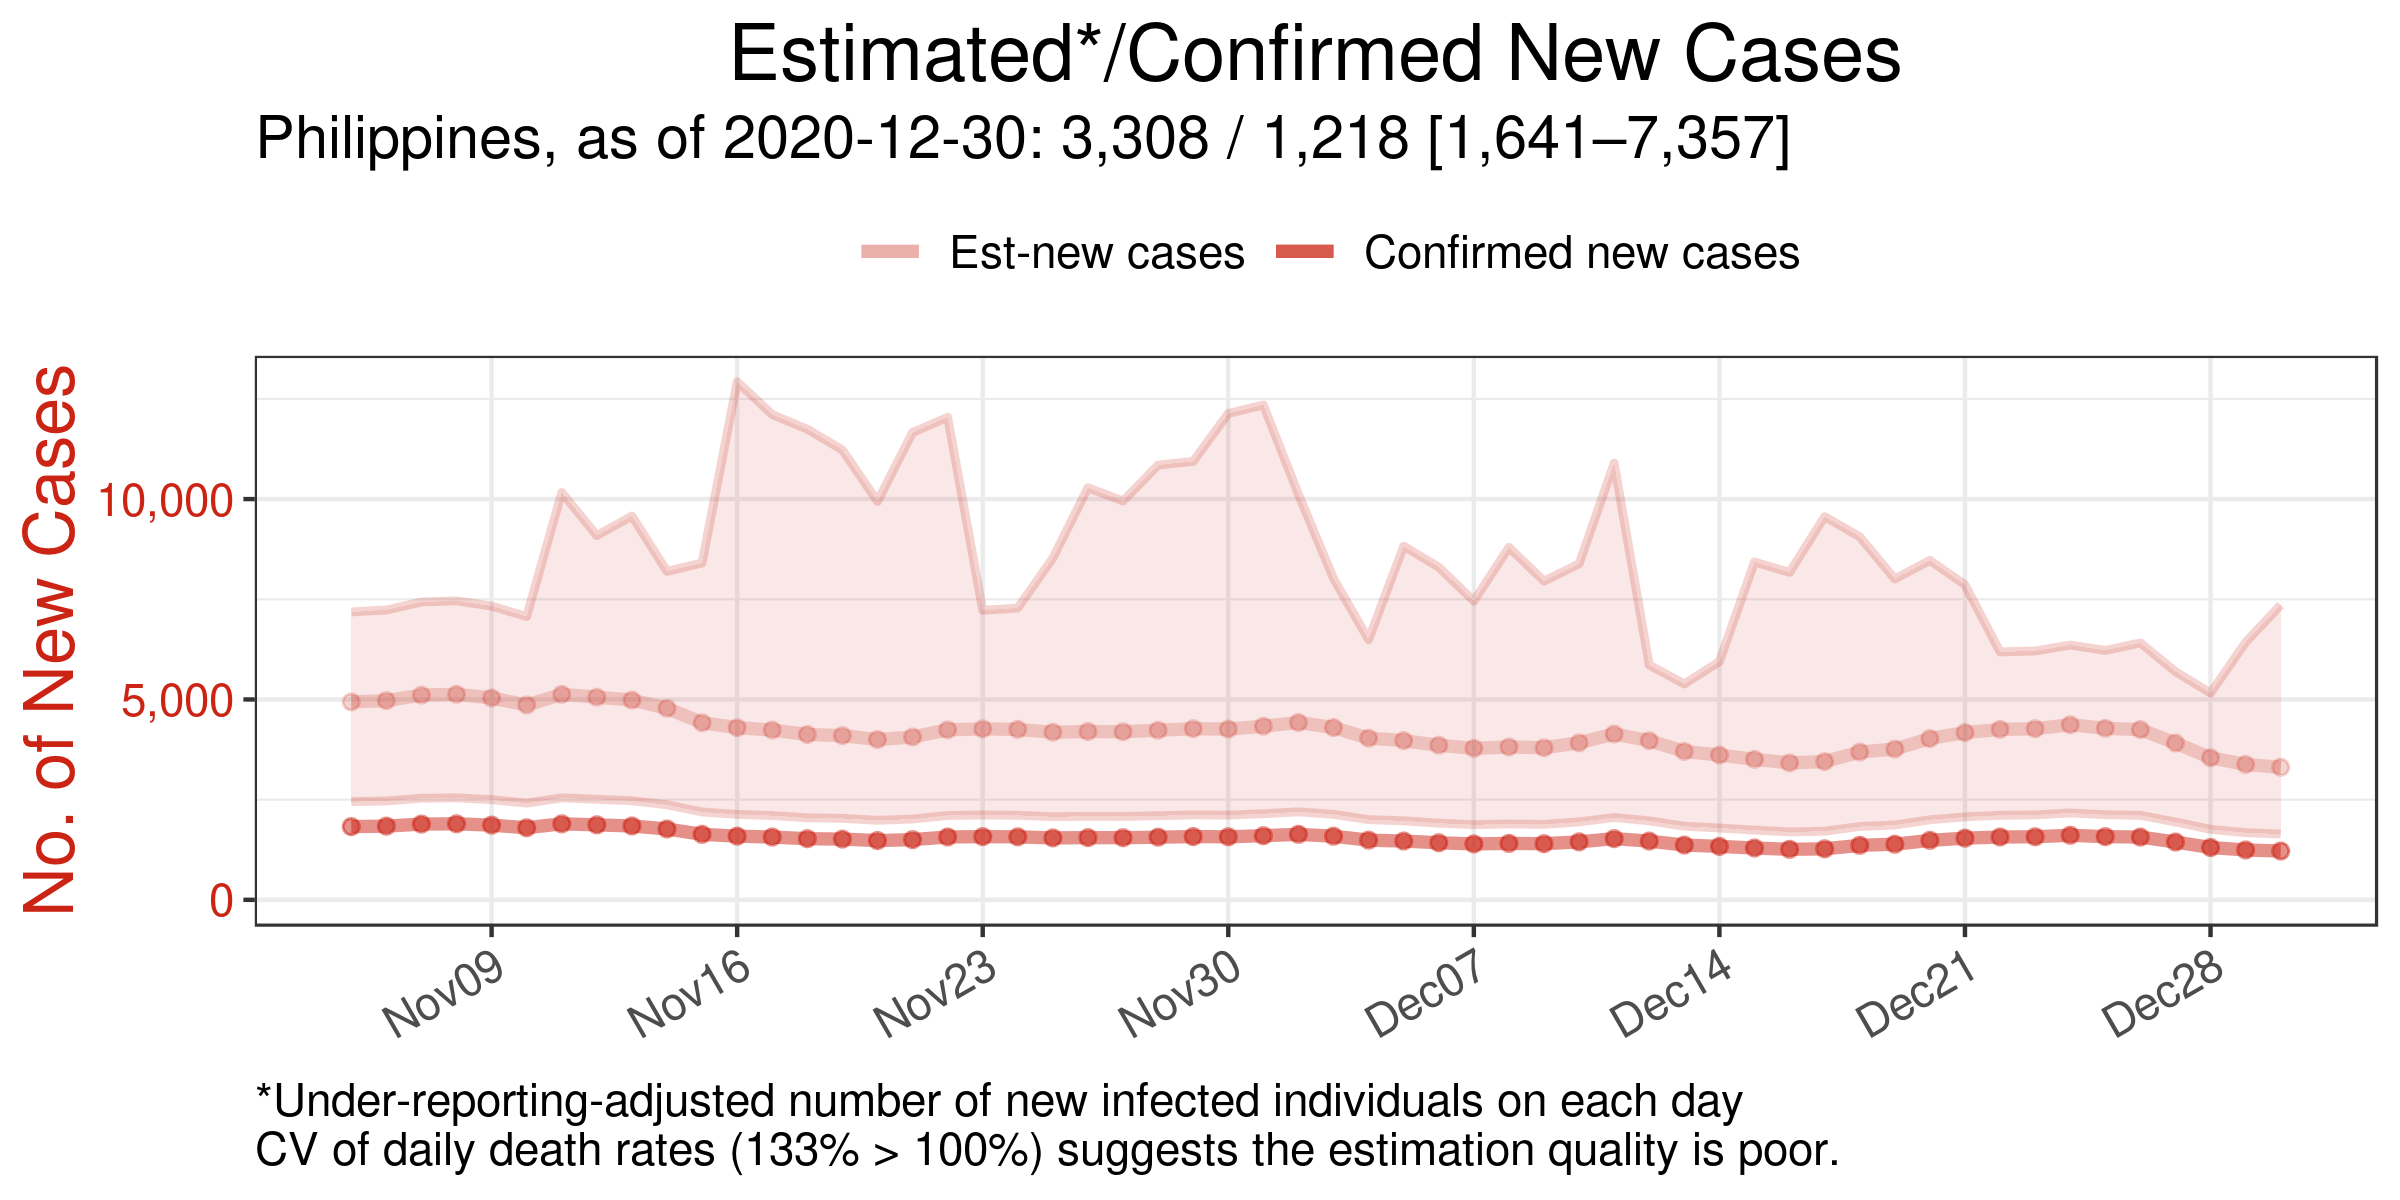 Estimated*/Confirmed New Cases
Philippines, as of 2020-12-30: 3,308 / 1,218 [1,641–7,357]
Est-new cases Confirmed new cases
No. of New Cases
10,000
5,000
0
Nov09 Nov16 Nov23 Nov30 Dec07 Dec14 Dec21 Dec28
*Under-reporting-adjusted number of new infected individuals on each day
CV of daily death rates (133% > 100%) suggests the estimation quality is poor.